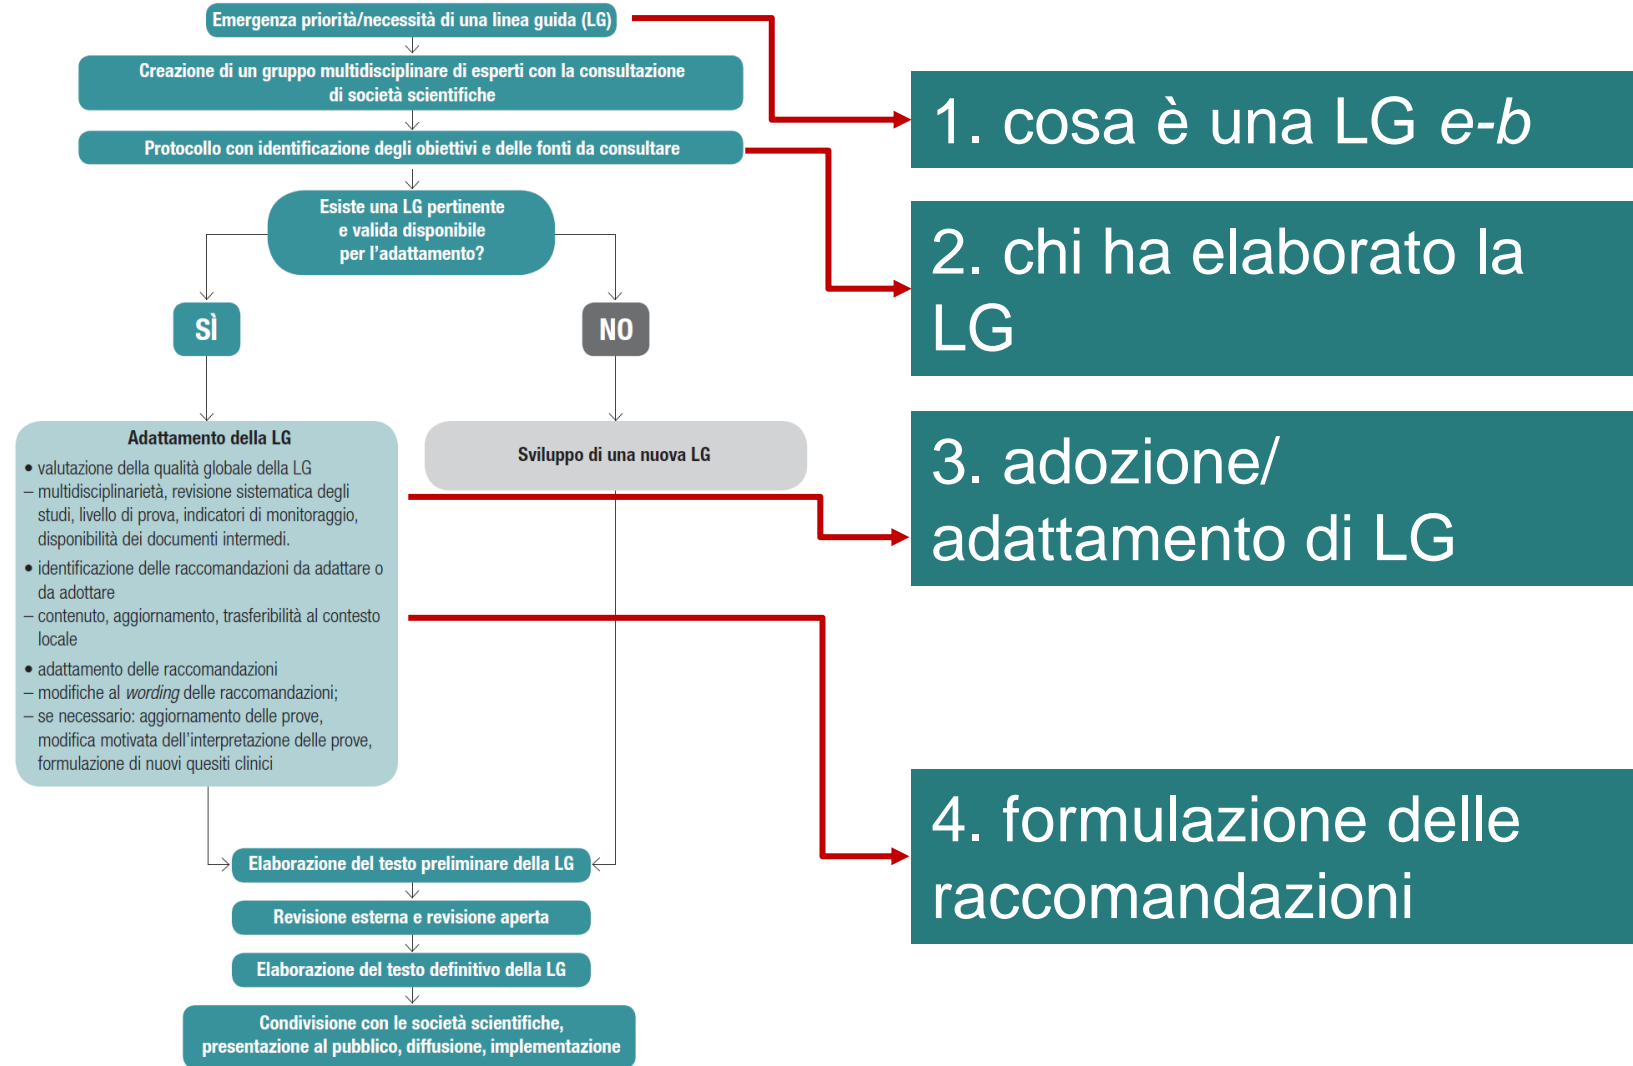 Emergenza priorità/necessità di una linea guida (LG)
Creazione di un gruppo multidisciplinare di esperti con la consultazione
di società scientifiche
Protocollo con identificazione degli obiettivi e delle fonti da consultare
Esiste una LG pertinente
e valida disponibile
per l'adattamento?
SÌ
NO
Adattamento della LG
• valutazione della qualità globale della LG
– multidisciplinarietà, revisione sistematica degli
studi, livello di prova, indicatori di monitoraggio,
disponibilità dei documenti intermedi.
• identificazione delle raccomandazioni da adattare o
da adottare
– contenuto, aggiornamento, trasferibilità al contesto
locale
• adattamento delle raccomandazioni
– modifiche al wording delle raccomandazioni;
– se necessario: aggiornamento delle prove,
modifica motivata dell'interpretazione delle prove,
formulazione di nuovi quesiti clinici
Sviluppo di una nuova LG
Elaborazione del testo preliminare della LG
Revisione esterna e revisione aperta
Elaborazione del testo definitivo della LG
Condivisione con le società scientifiche,
presentazione al pubblico, diffusione, implementazione
1. cosa è una LG e-b
2. chi ha elaborato la
LG
3. adozione/
adattamento di LG
4. formulazione delle
raccomandazioni